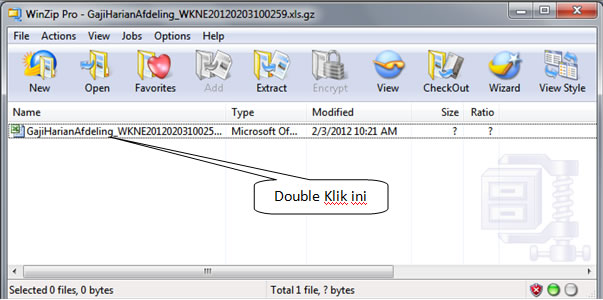 WinZip Pro - GajiHarianAfdeling_WKNE20120203100259.xls.gz
File Actions View Jobs Options Help
New Open Favorites Add Extract Encrypt View CheckOut Wizard View Style
Name Type Modified Size Ratio
GajiHarianAfdeling_WKNE2012020310025... Microsoft Of... 2/3/2012 10:21 AM ? ?
Double Klik ini
Selected 0 files, 0 bytes Total 1 file, ? bytes